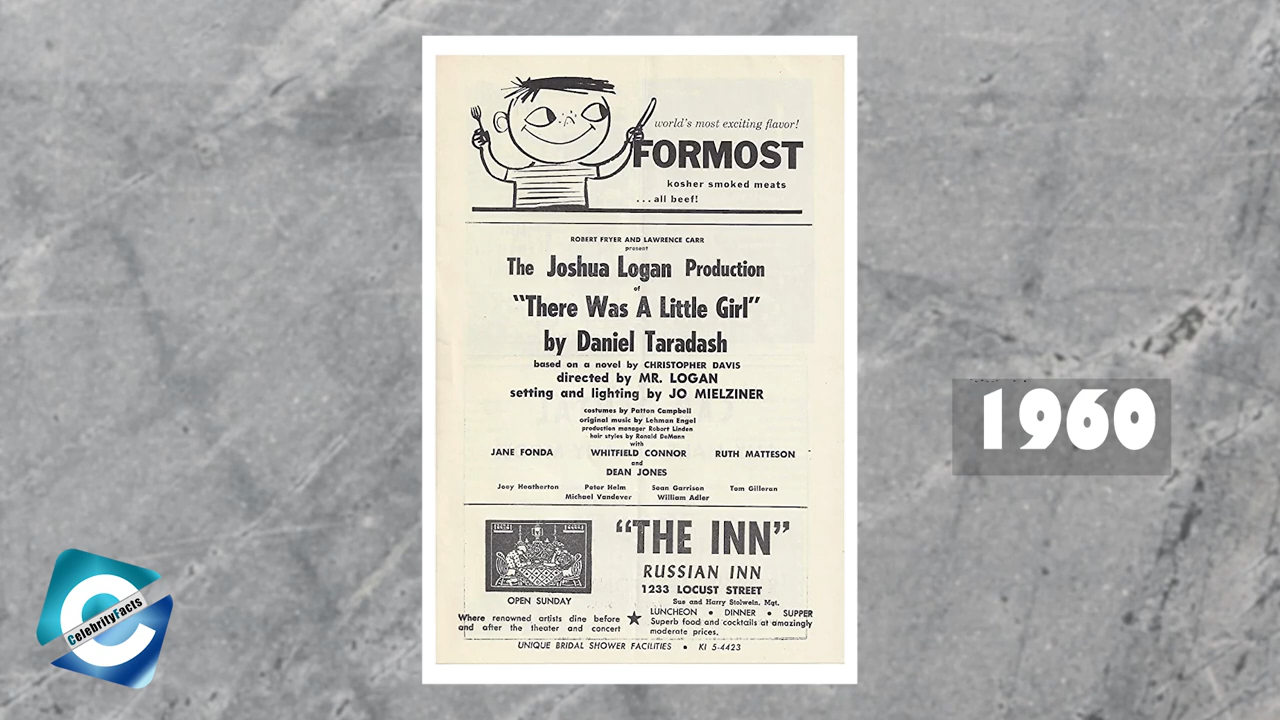 world's most exciting flavor!
FORMOST
kosher smoked meats
...all beef!
ROBERT FRYER AND LAWRENCE CARR
present
The Joshua Logan Production
of
"There Was A Little Girl"
by Daniel Taradash
based on a novel by CHRISTOPHER DAVIS
directed by MR. LOGAN
setting and lighting by JO MIELZINER
costumes by Patton Campbell
original music by Lehman Engel
production manager Robert Linden
hair styles by Ronald DeMann
with
JANE FONDA WHITFIELD CONNOR RUTH MATTESON
and
DEAN JONES
Joey Heatherton Peter Helm Sean Garrison Tom Gilleran
Michael Vandever William Adler
"THE INN"
RUSSIAN INN
1233 LOCUST STREET
Sue and Harry Stolwein, Mgt.
OPEN SUNDAY
LUNCHEON • DINNER • SUPPER
Where renowned artists dine before
and after the theater and concert
Superb food and cocktails at amazingly
moderate prices.
UNIQUE BRIDAL SHOWER FACILITIES • KI 5-4423
1960
CelebrityFacts